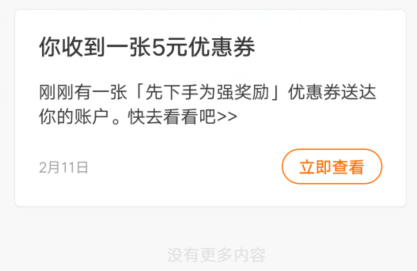 你收到一张5元优惠券
刚刚有一张「先下手为强奖励」优惠券送达
你的账户。快去看看吧>>
2月11日
立即查看
没有更多内容